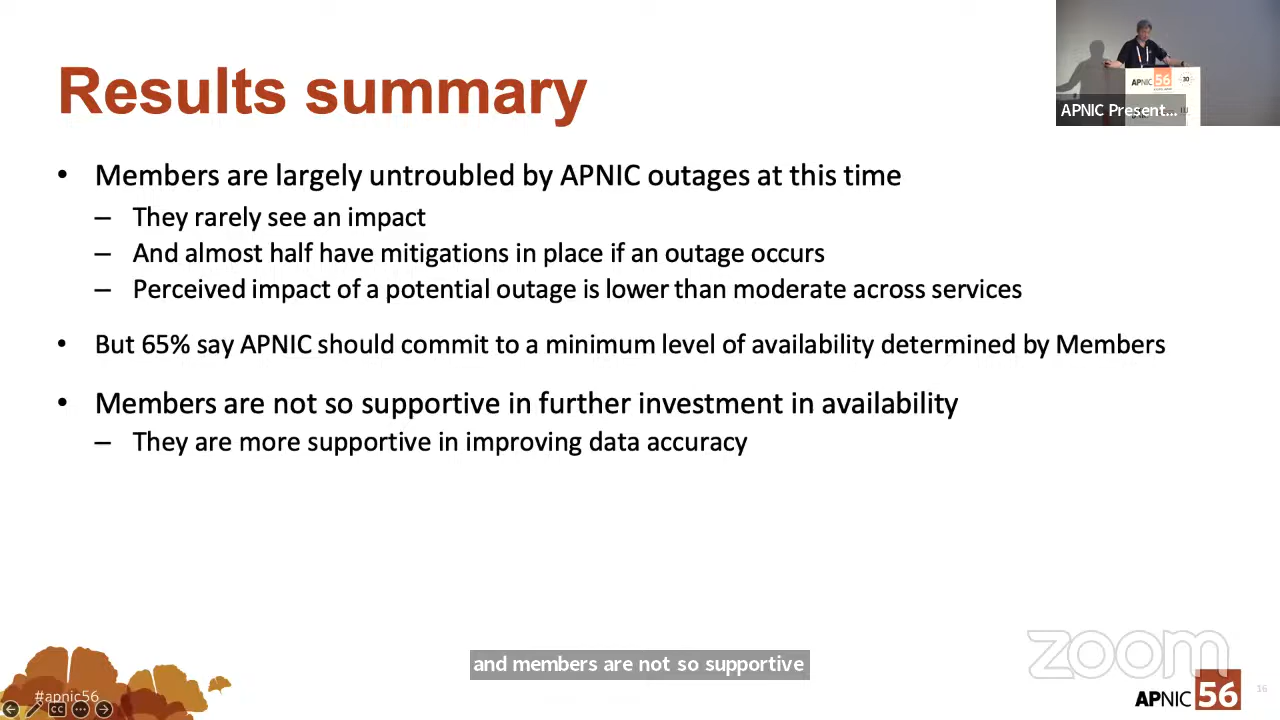 Results summary
APNIC 56
APNIC Present...
• Members are largely untroubled by APNIC outages at this time
– They rarely see an impact
– And almost half have mitigations in place if an outage occurs
– Perceived impact of a potential outage is lower than moderate across services
• But 65% say APNIC should commit to a minimum level of availability determined by Members
• Members are not so supportive in further investment in availability
– They are more supportive in improving data accuracy
and members are not so supportive
zoom
#apnic56
CC
APNIC 56
16